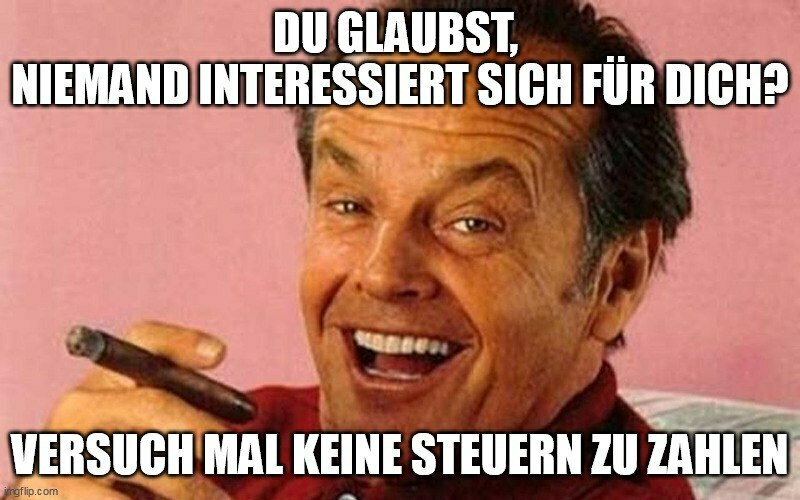 DU GLAUBST,
NIEMAND INTERESSIERT SICH FÜR DICH?
VERSUCH MAL KEINE STEUERN ZU ZAHLEN
imgflip.com